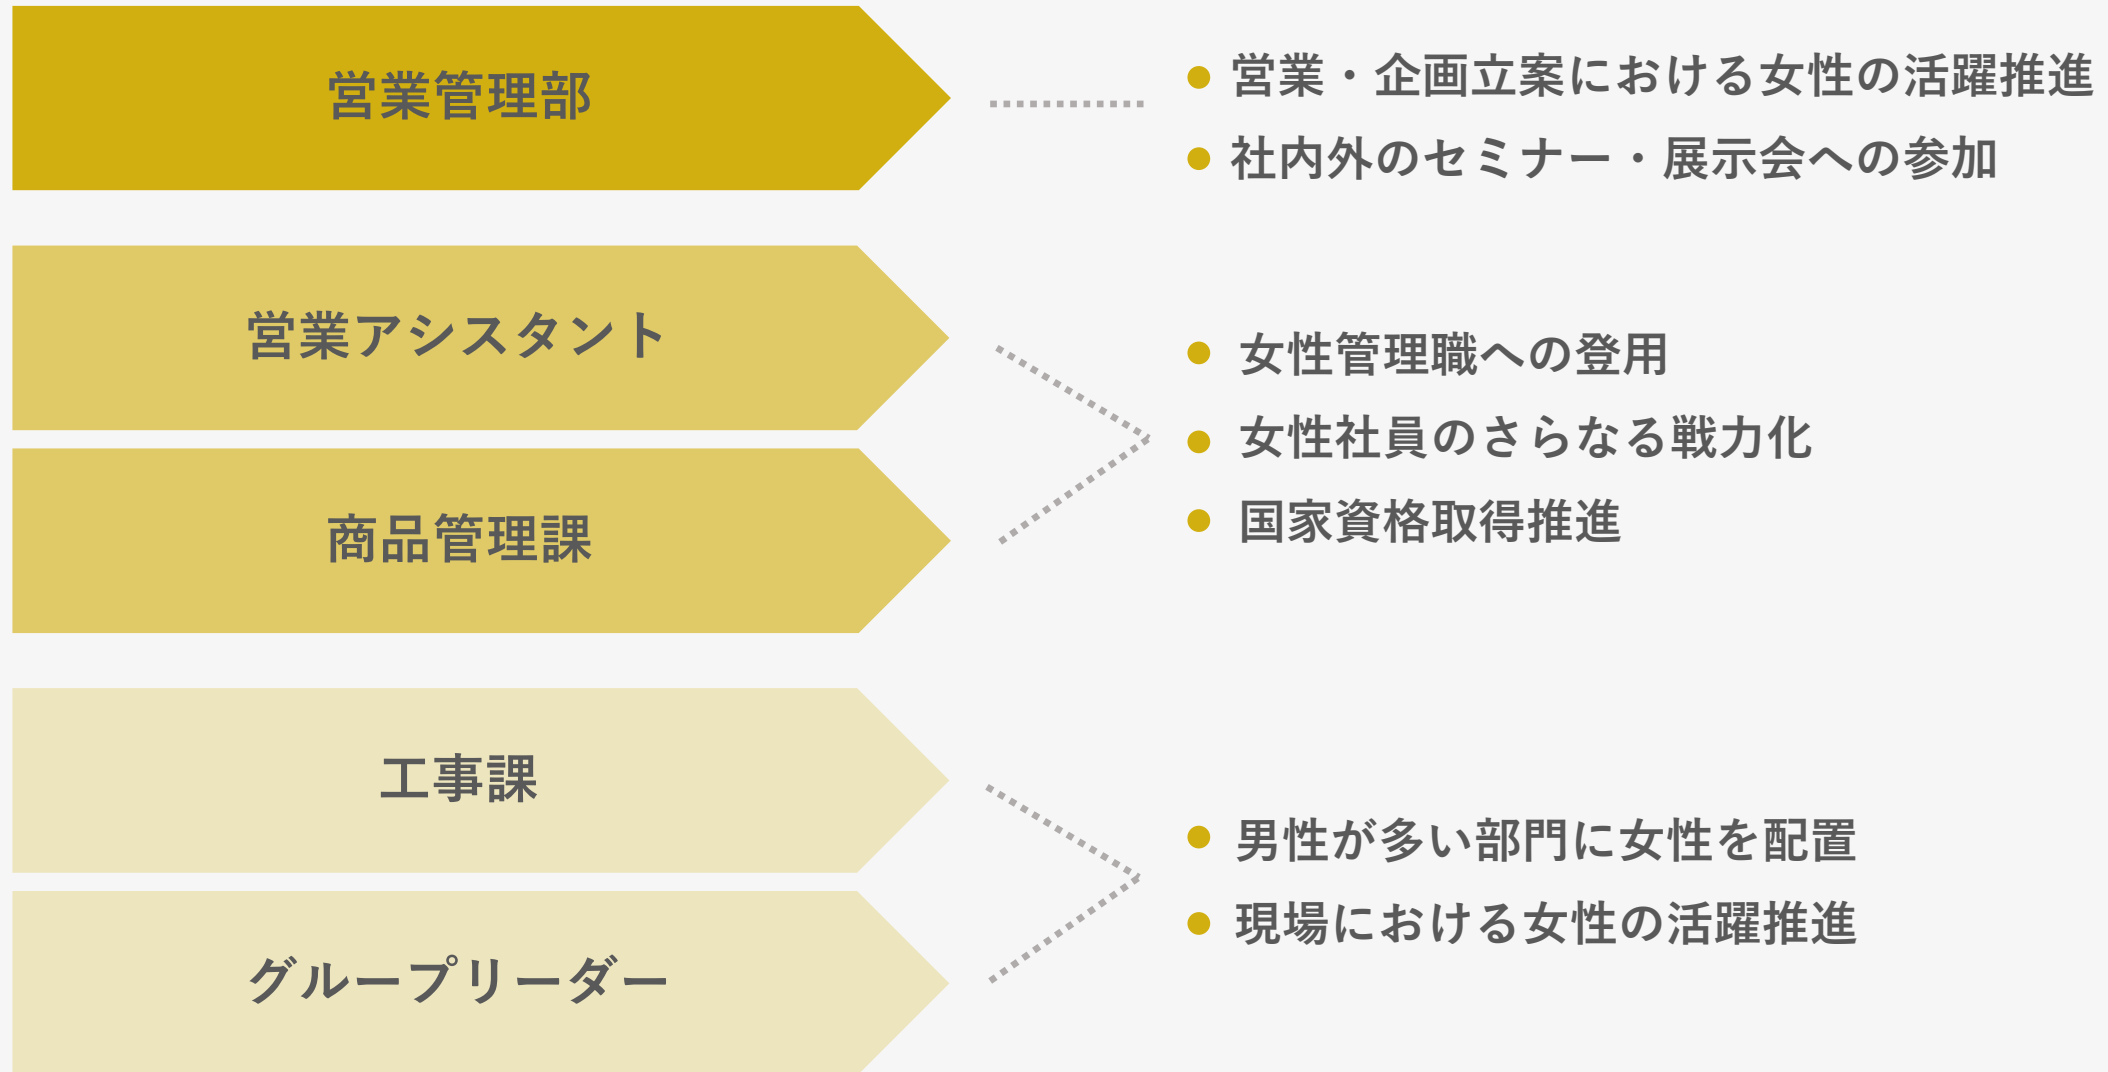 営業管理部
営業・企画立案における女性の活躍推進
社内外のセミナー・展示会への参加
営業アシスタント
商品管理課
女性管理職への登用
女性社員のさらなる戦力化
国家資格取得推進
工事課
グループリーダー
男性が多い部門に女性を配置
現場における女性の活躍推進